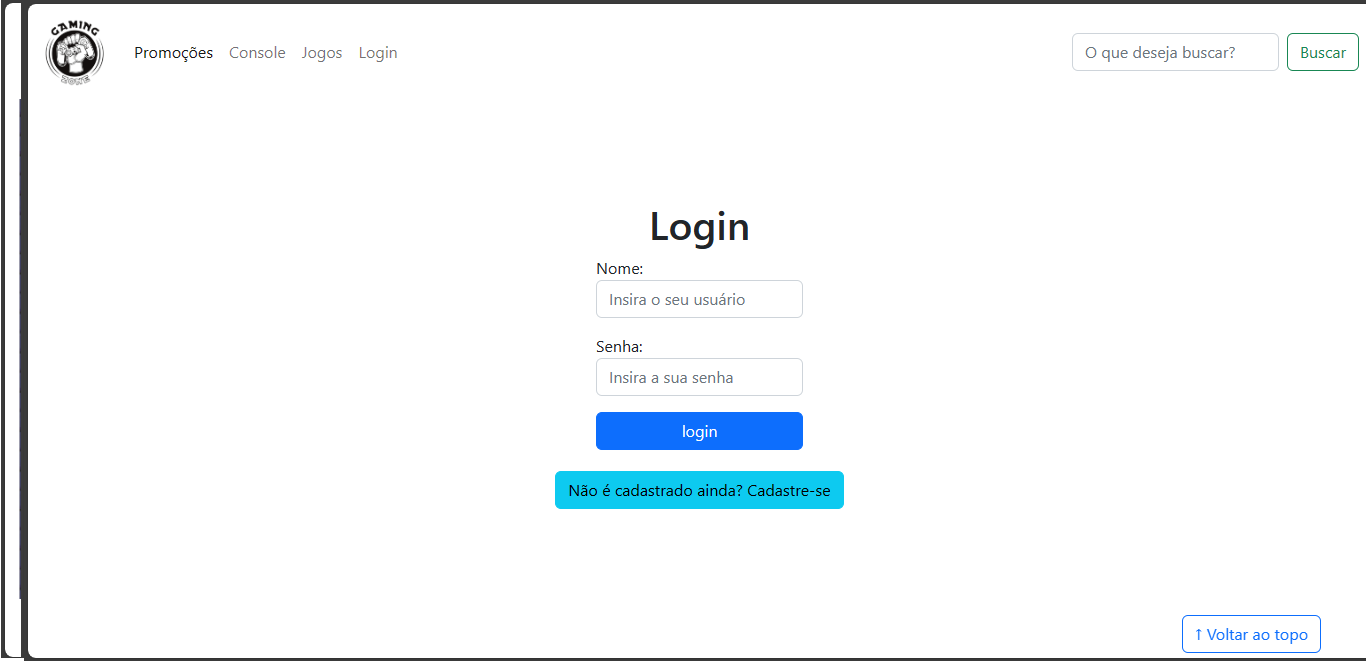 GAMING
Promoções Console Jogos Login
O que deseja buscar?
Buscar
Login
Nome:
Insira o seu usuário
Senha:
Insira a sua senha
login
Não é cadastrado ainda? Cadastre-se
↑ Voltar ao topo